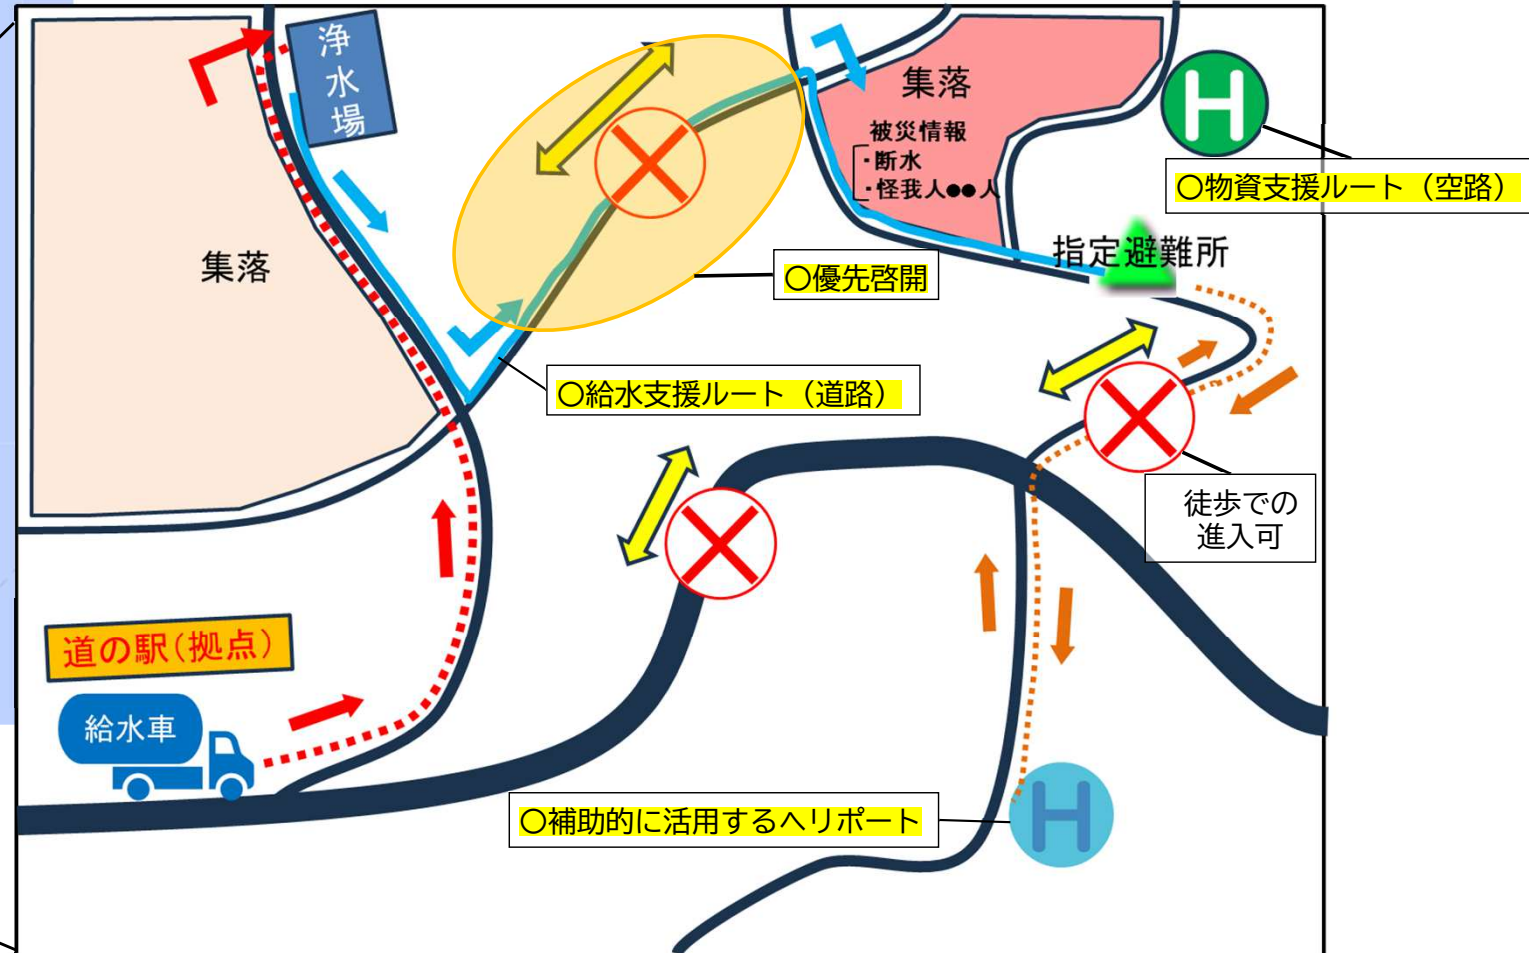 浄
水
場
集落
被災情報
・断水
・怪我人●●人
H
〇物資支援ルート（空路）
集落
指定避難所
〇優先啓開
〇給水支援ルート（道路）
徒歩での
進入可
道の駅（拠点）
給水車
〇補助的に活用するヘリポート
H